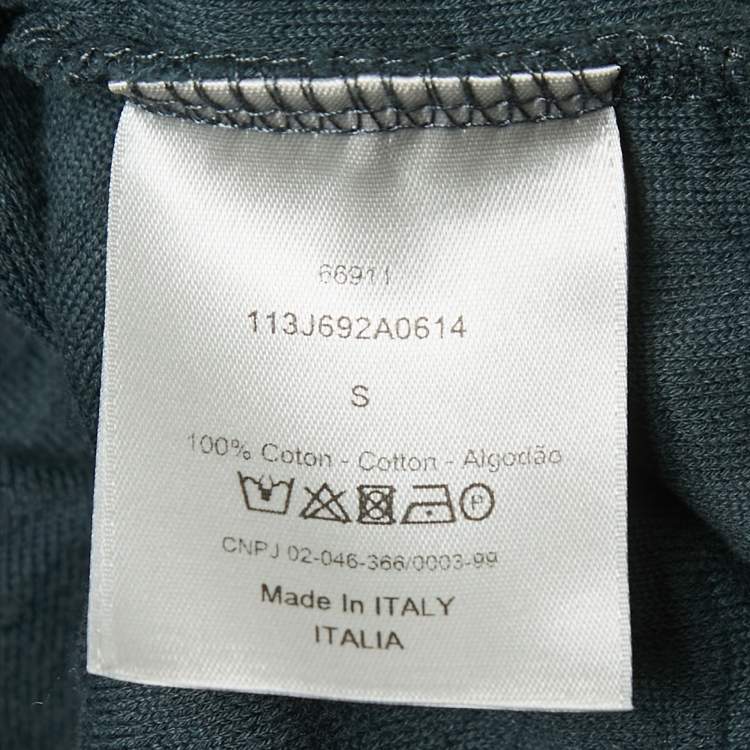 66911
113J692A0614
S
100% Coton - Cotton - Algodão
P
CNPJ 02-046-366/0003-99
Made In ITALY
ITALIA